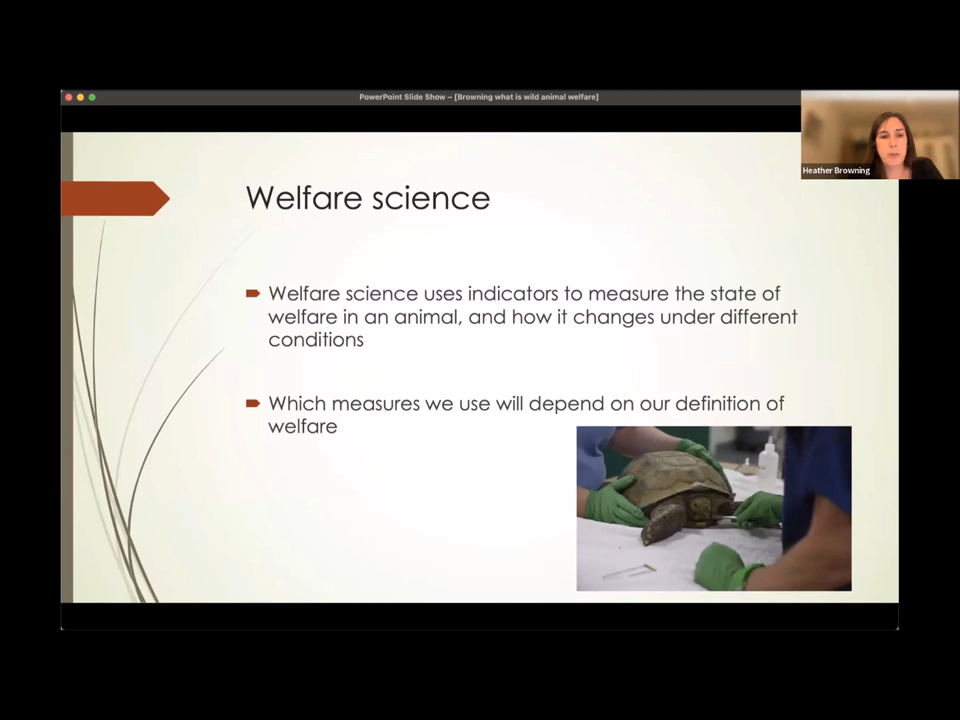 PowerPoint Slide Show – [Browning what is wild animal welfare]
Heather Browning
Welfare science
Welfare science uses indicators to measure the state of
welfare in an animal, and how it changes under different
conditions
Which measures we use will depend on our definition of
welfare